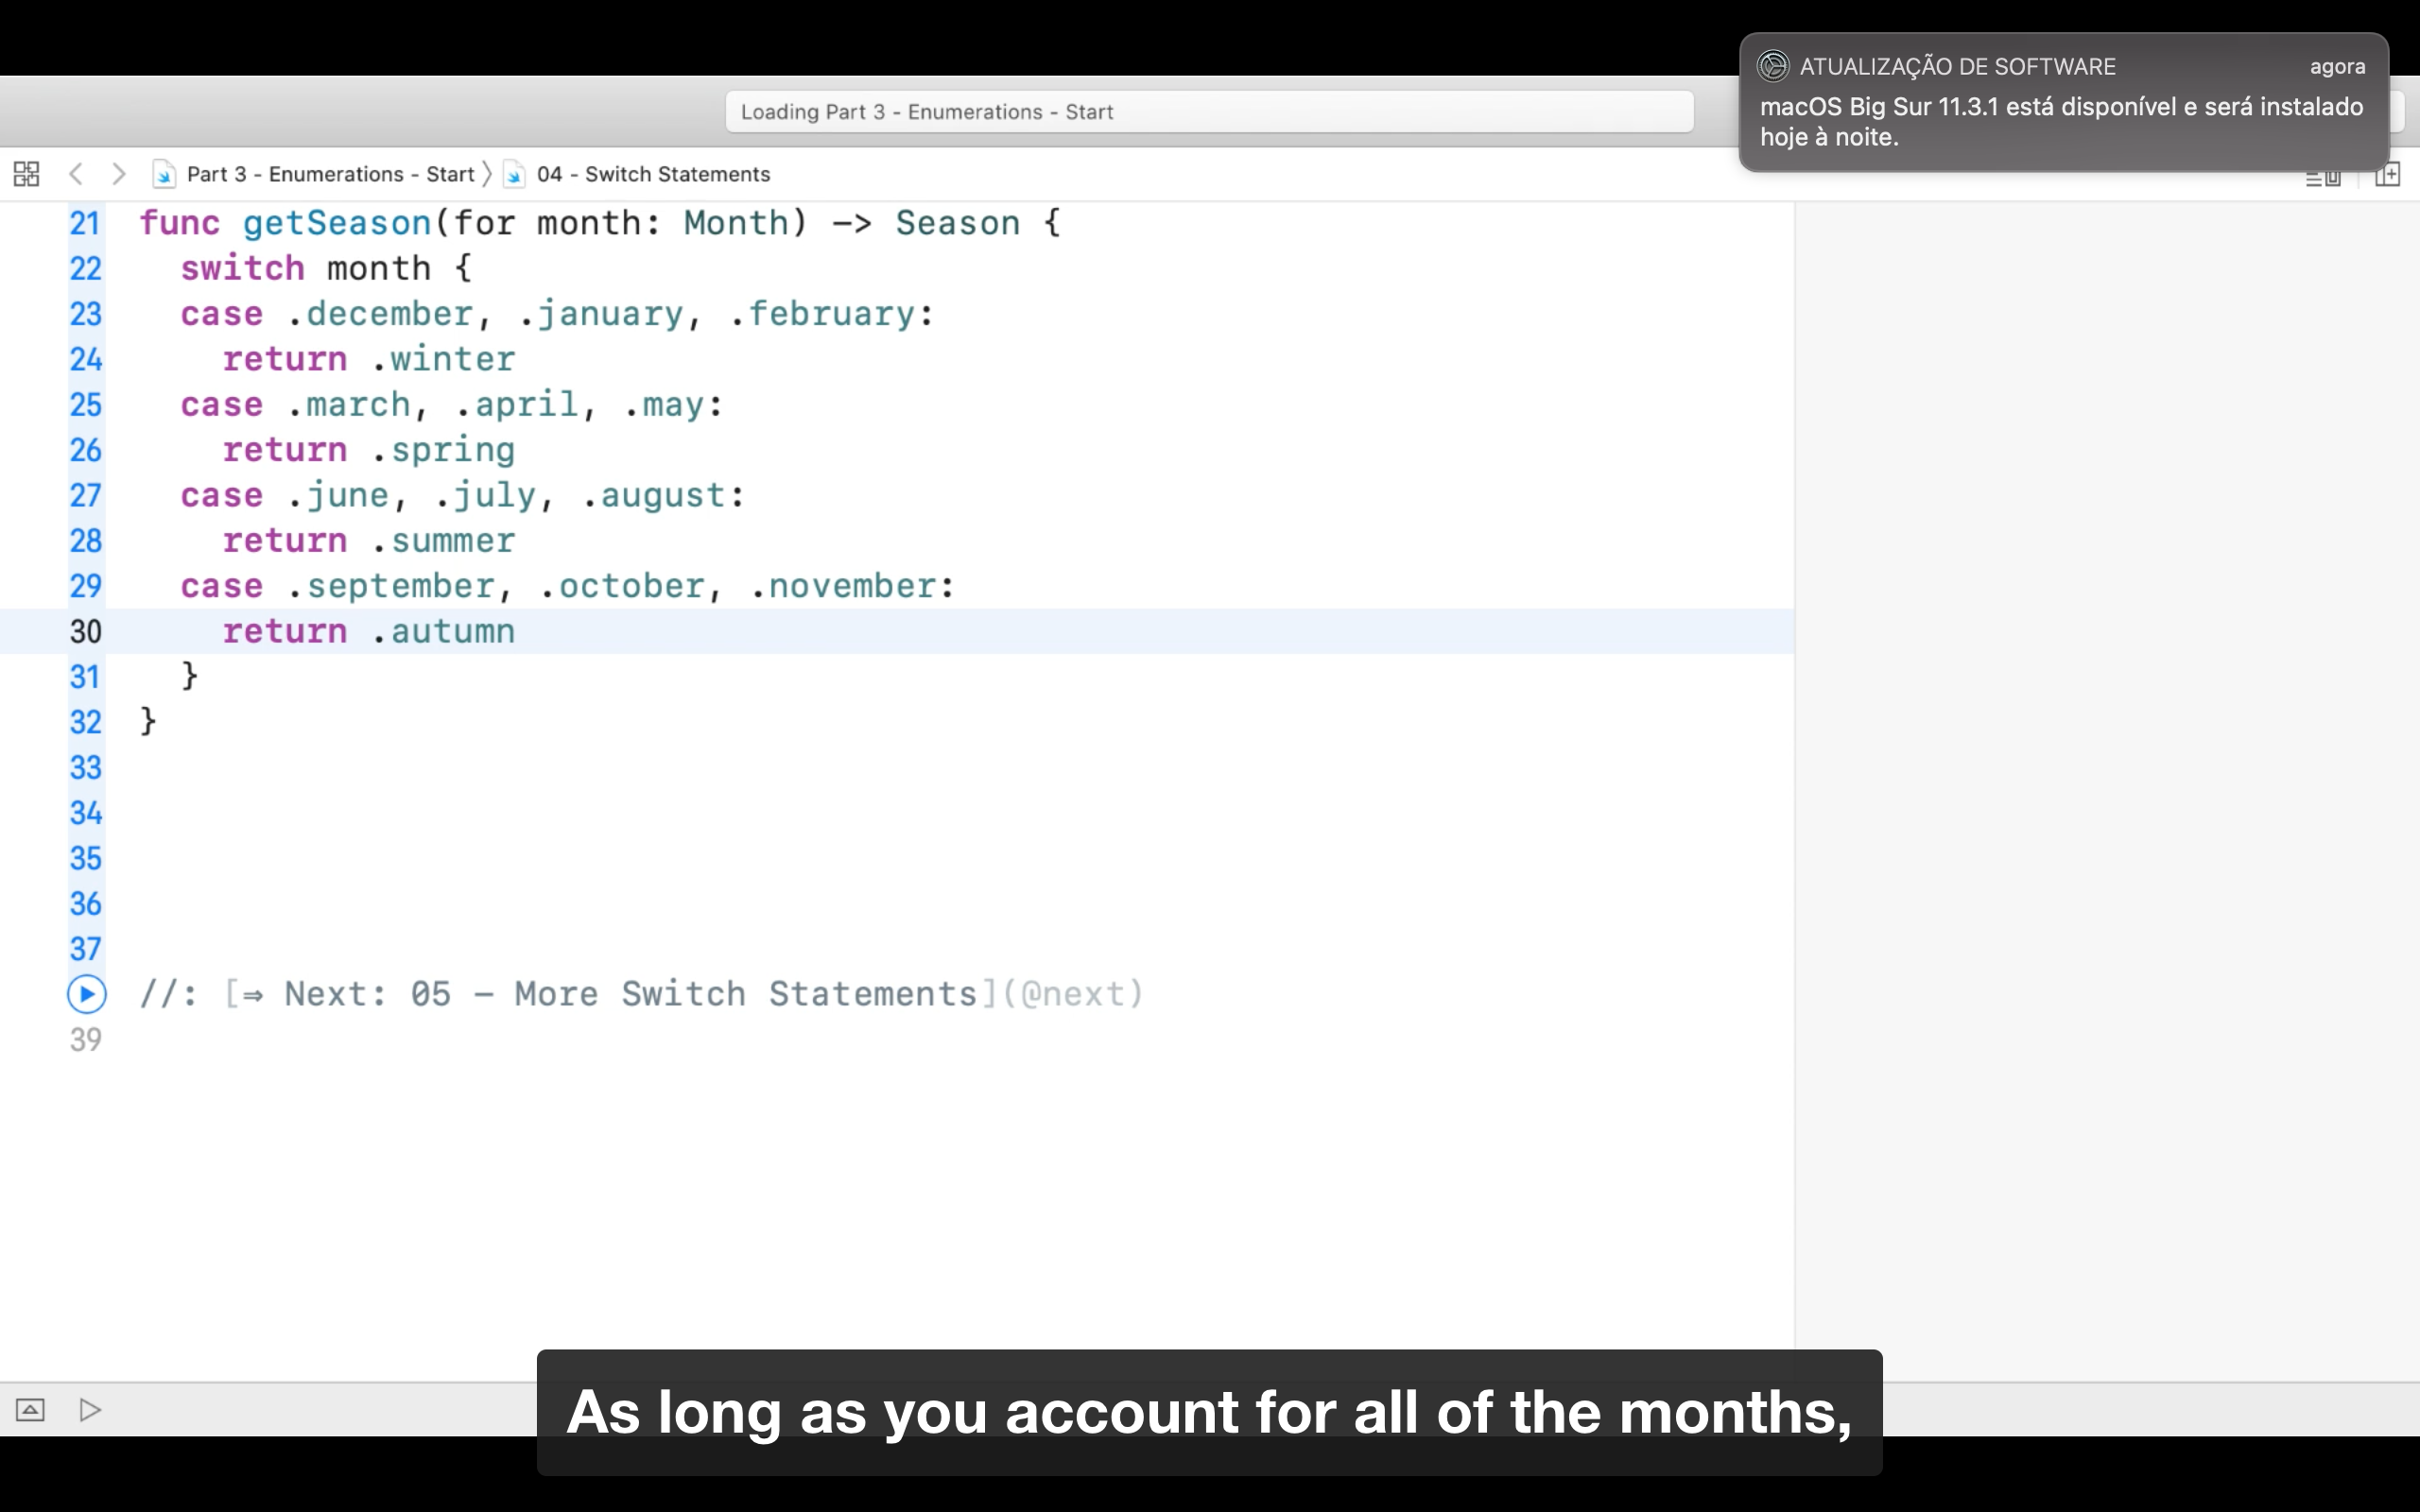 ATUALIZAÇÃO DE SOFTWARE agora
macOS Big Sur 11.3.1 está disponível e será instalado
hoje à noite.
Loading Part 3 - Enumerations - Start
Part 3 - Enumerations - Start 04 - Switch Statements
21 func getSeason(for month: Month) -> Season {
22 switch month {
23 case .december, .january, .february:
24 return .winter
25 case .march, .april, .may:
26 return .spring
27 case .june, .july, .august:
28 return .summer
29 case .september, .october, .november:
30 return .autumn
31 }
32 }
33
34
35
36
37
//: [⇒ Next: 05 - More Switch Statements](@next)
39
As long as you account for all of the months,